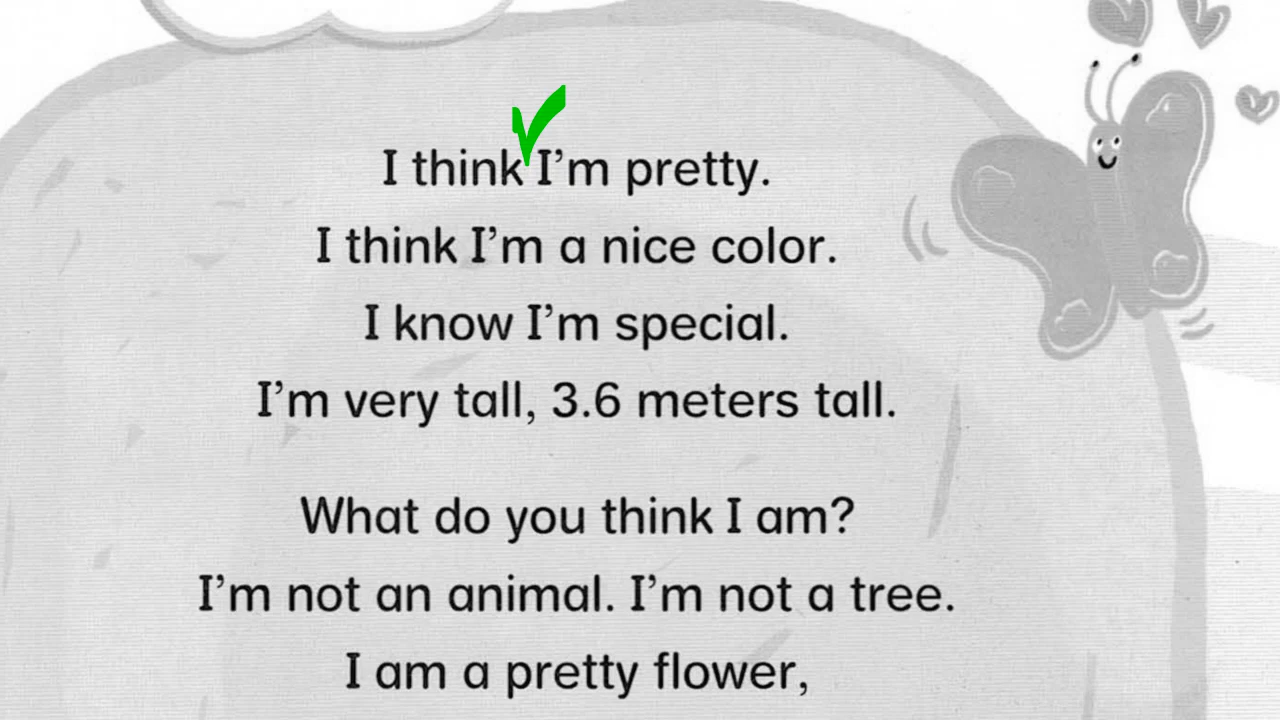 I think I’m pretty.
I think I’m a nice color.
I know I’m special.
I’m very tall, 3.6 meters tall.
What do you think I am?
I’m not an animal. I’m not a tree.
I am a pretty flower,